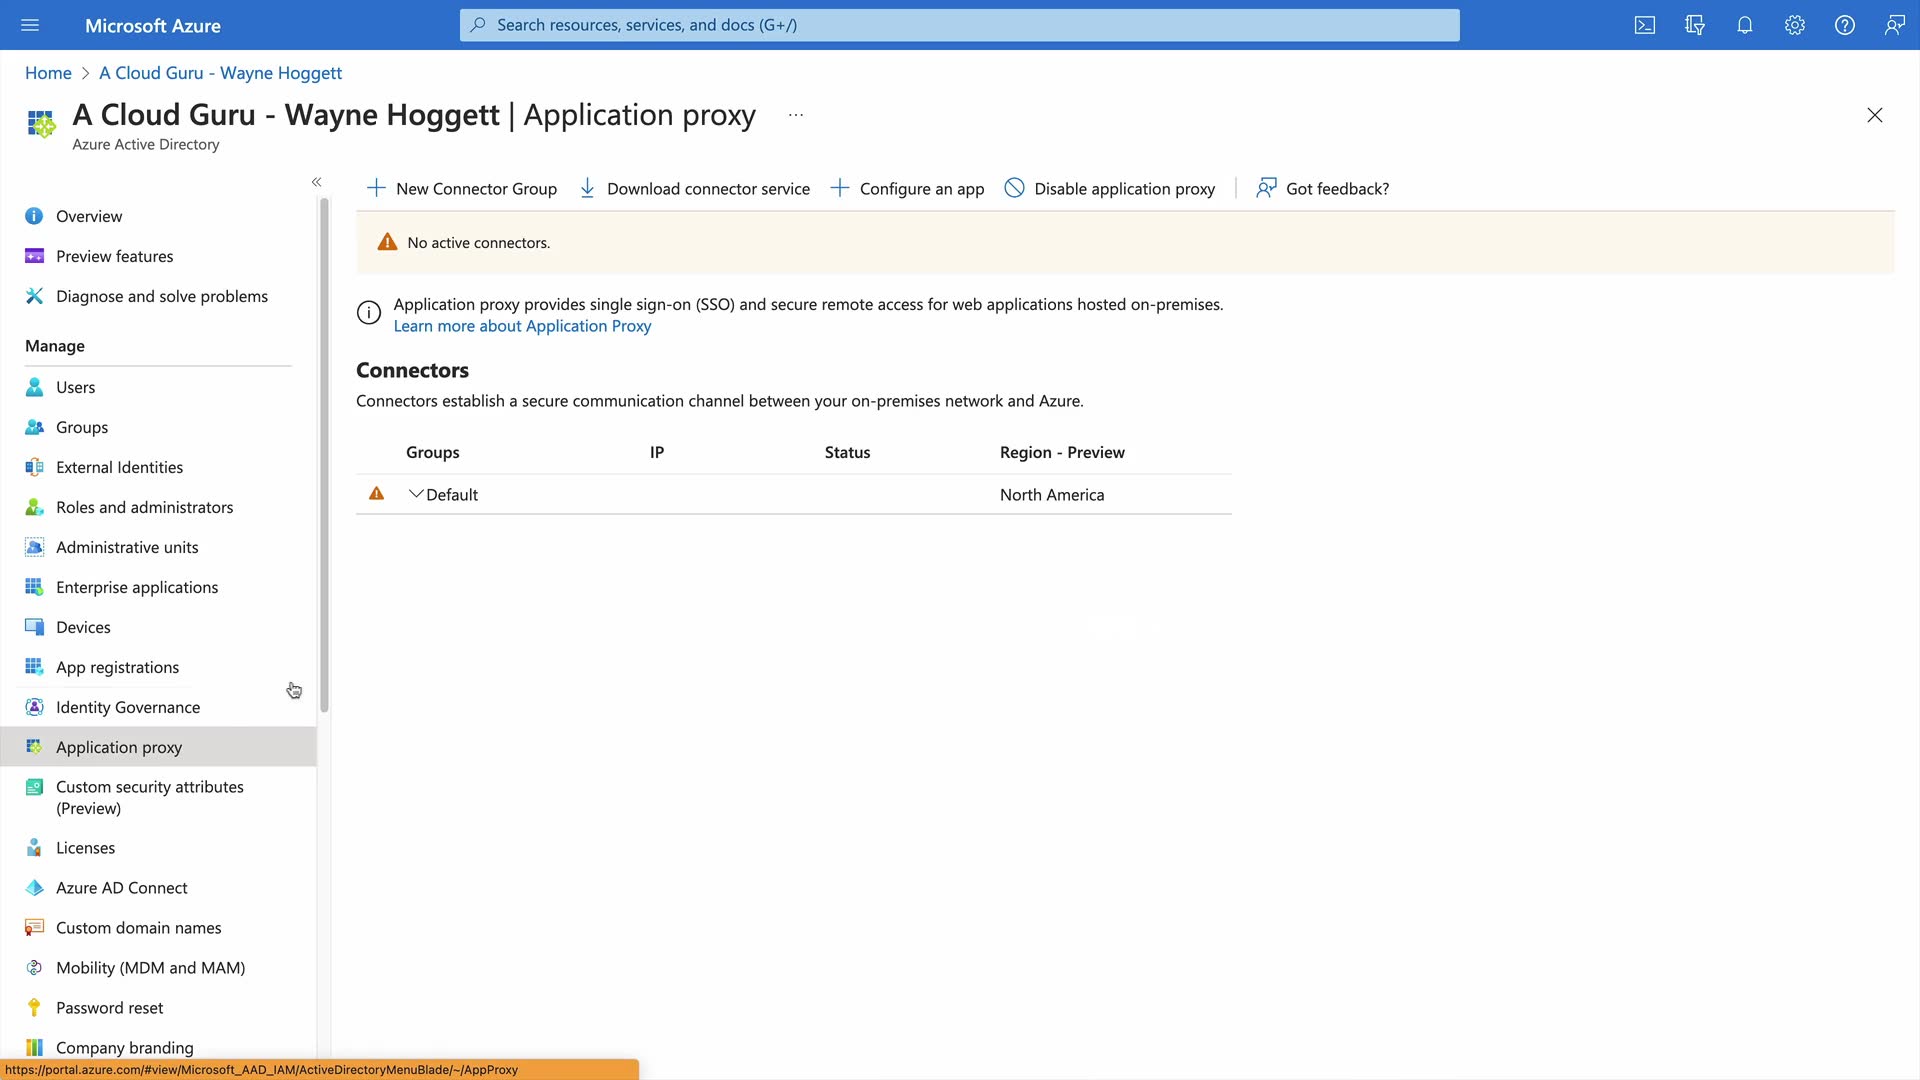 Microsoft Azure
Search resources, services, and docs (G+/)
Home > A Cloud Guru - Wayne Hoggett
A Cloud Guru - Wayne Hoggett | Application proxy ...
Azure Active Directory
«
Overview
Preview features
Diagnose and solve problems
Manage
Users
Groups
External Identities
Roles and administrators
Administrative units
Enterprise applications
Devices
App registrations
Identity Governance
Application proxy
Custom security attributes
(Preview)
Licenses
Azure AD Connect
Custom domain names
Mobility (MDM and MAM)
Password reset
Company branding
New Connector Group
Download connector service
Configure an app
Disable application proxy
Got feedback?
No active connectors.
Application proxy provides single sign-on (SSO) and secure remote access for web applications hosted on-premises.
Learn more about Application Proxy
Connectors
Connectors establish a secure communication channel between your on-premises network and Azure.
Groups IP Status Region - Preview
Default North America
https://portal.azure.com/#view/Microsoft_AAD_IAM/ActiveDirectoryMenuBlade/~/AppProxy